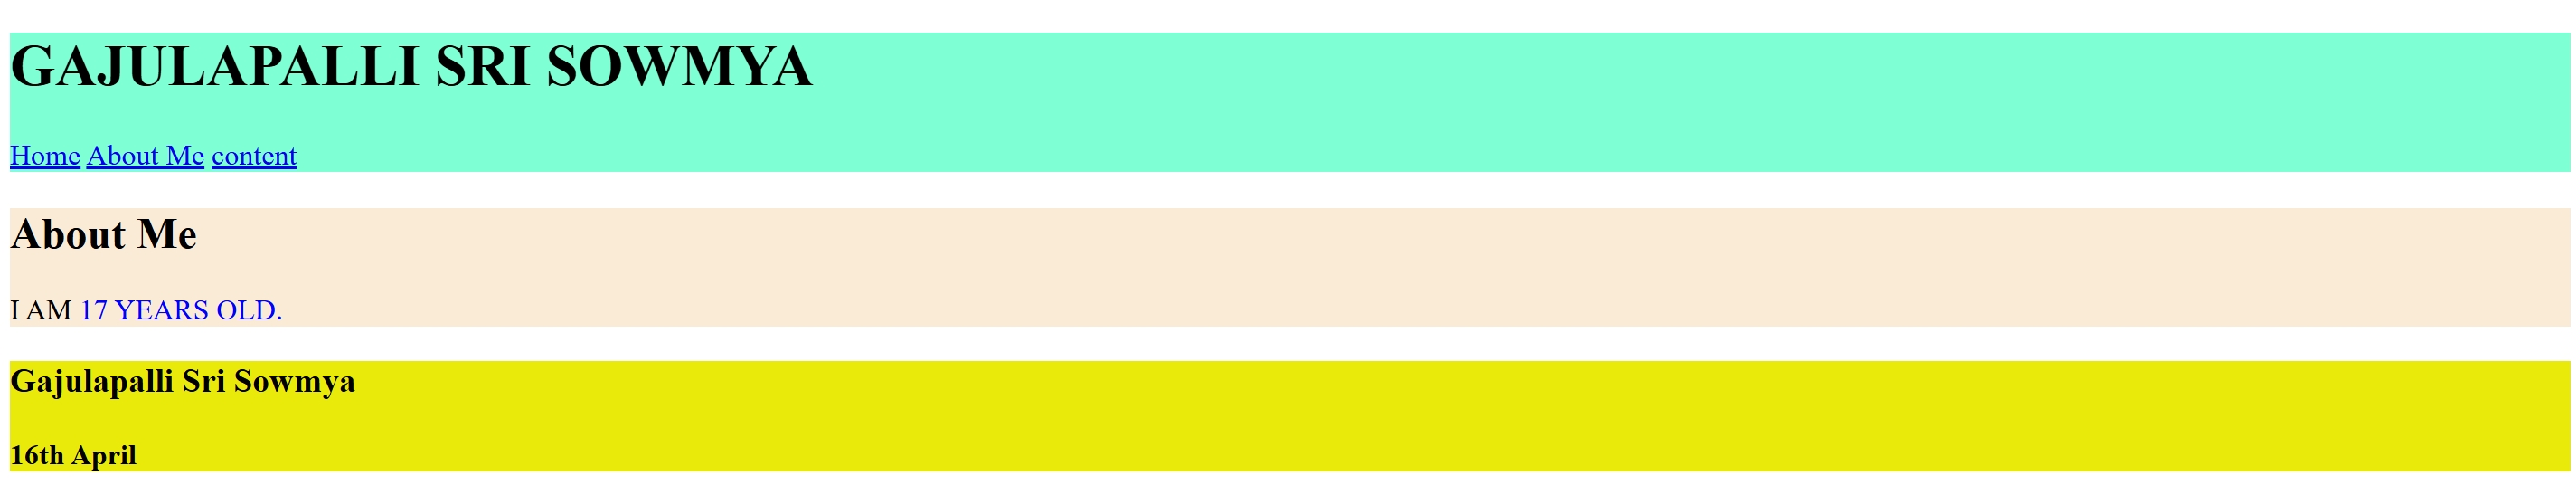 GAJULAPALLI SRI SOWMYA
Home About Me content
About Me
I AM 17 YEARS OLD.
Gajulapalli Sri Sowmya
16th April